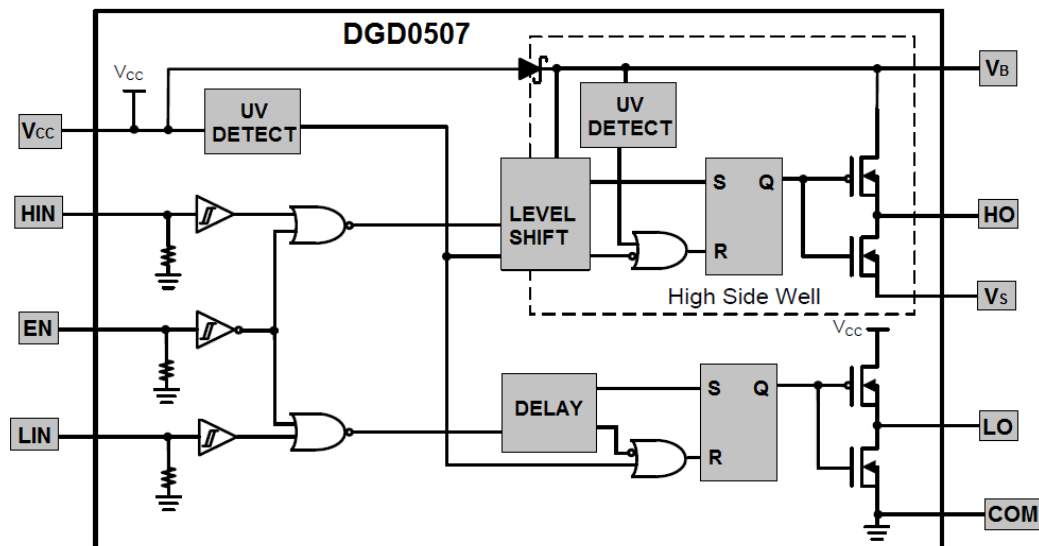 DGD0507
VCC
VB
UV
DETECT
VCC
UV
DETECT
S
Q
HIN
LEVEL
SHIFT
HO
R
High Side Well
VS
EN
VCC
S
Q
DELAY
LIN
LO
R
COM